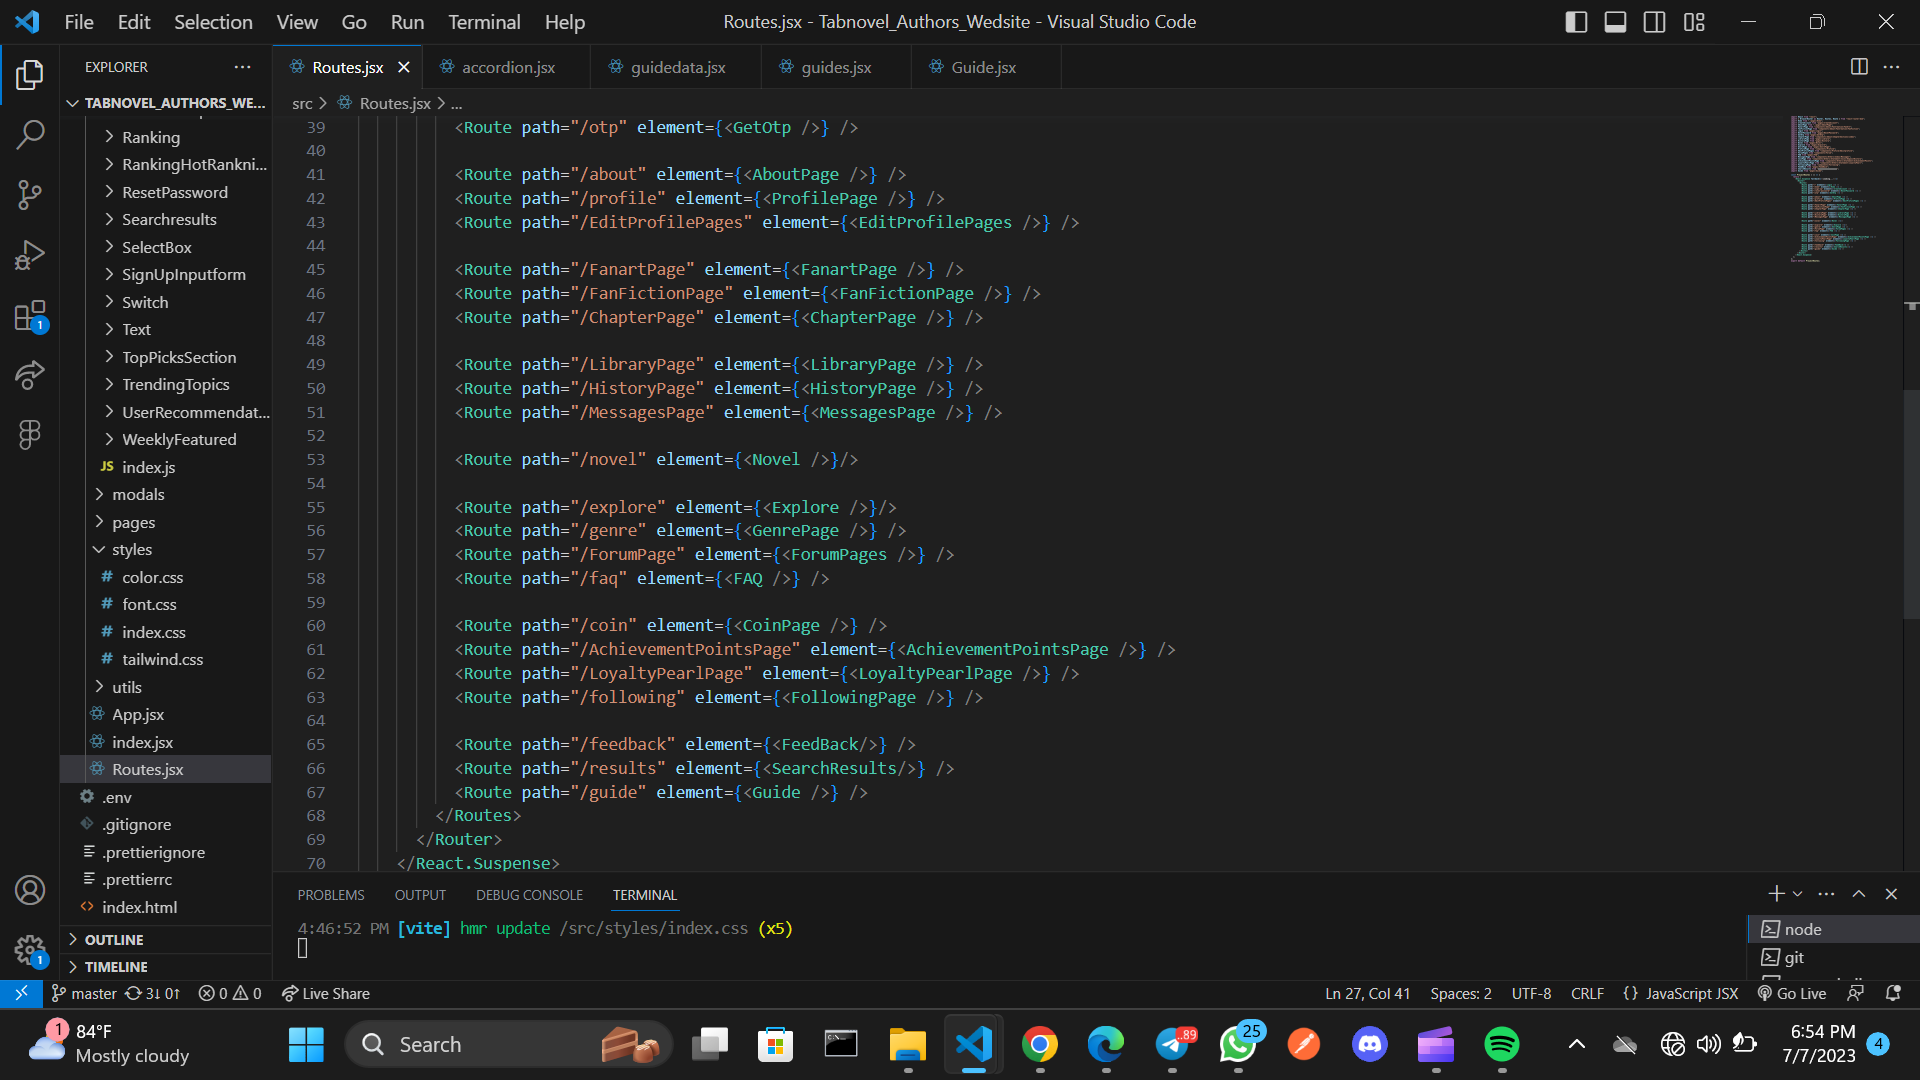 File Edit Selection View Go Run Terminal Help
Routes.jsx - Tabnovel_Authors_Wedsite - Visual Studio Code
EXPLORER
Routes.jsx
accordion.jsx
guidedata.jsx
guides.jsx
Guide.jsx
TABNOVEL_AUTHORS_WE...
src > Routes.jsx > ...
Ranking
RankingHotRankni...
ResetPassword
Searchresults
SelectBox
SignUpInputform
Switch
Text
TopPicksSection
TrendingTopics
UserRecommendat...
WeeklyFeatured
JS index.js
modals
pages
styles
# color.css
# font.css
# index.css
# tailwind.css
utils
App.jsx
index.jsx
Routes.jsx
.env
.gitignore
.prettierignore
.prettierrc
<> index.html
OUTLINE
TIMELINE
39 <Route path="/otp" element={<GetOtp />} />
40
41 <Route path="/about" element={<AboutPage />} />
42 <Route path="/profile" element={<ProfilePage />} />
43 <Route path="/EditProfilePages" element={<EditProfilePages />} />
44
45 <Route path="/FanartPage" element={<FanartPage />} />
46 <Route path="/FanFictionPage" element={<FanFictionPage />} />
47 <Route path="/ChapterPage" element={<ChapterPage />} />
48
49 <Route path="/LibraryPage" element={<LibraryPage />} />
50 <Route path="/HistoryPage" element={<HistoryPage />} />
51 <Route path="/MessagesPage" element={<MessagesPage />} />
52
53 <Route path="/novel" element={<Novel />}/>
54
55 <Route path="/explore" element={<Explore />}/>
56 <Route path="/genre" element={<GenrePage />} />
57 <Route path="/ForumPage" element={<ForumPages />} />
58 <Route path="/faq" element={<FAQ />} />
59
60 <Route path="/coin" element={<CoinPage />} />
61 <Route path="/AchievementPointsPage" element={<AchievementPointsPage />} />
62 <Route path="/LoyaltyPearlPage" element={<LoyaltyPearlPage />} />
63 <Route path="/following" element={<FollowingPage />} />
64
65 <Route path="/feedback" element={<FeedBack/>} />
66 <Route path="/results" element={<SearchResults/>} />
67 <Route path="/guide" element={<Guide />} />
68 </Routes>
69 </Router>
70 </React.Suspense>
PROBLEMS OUTPUT DEBUG CONSOLE TERMINAL
4:46:52 PM [vite] hmr update /src/styles/index.css (x5)
node
git
1
1
master 3↓ 0↑ 0 0 Live Share
Ln 27, Col 41 Spaces: 2 UTF-8 CRLF {} JavaScript JSX Go Live
1
84°F
Mostly cloudy
Search
..89
25
6:54 PM
7/7/2023
4